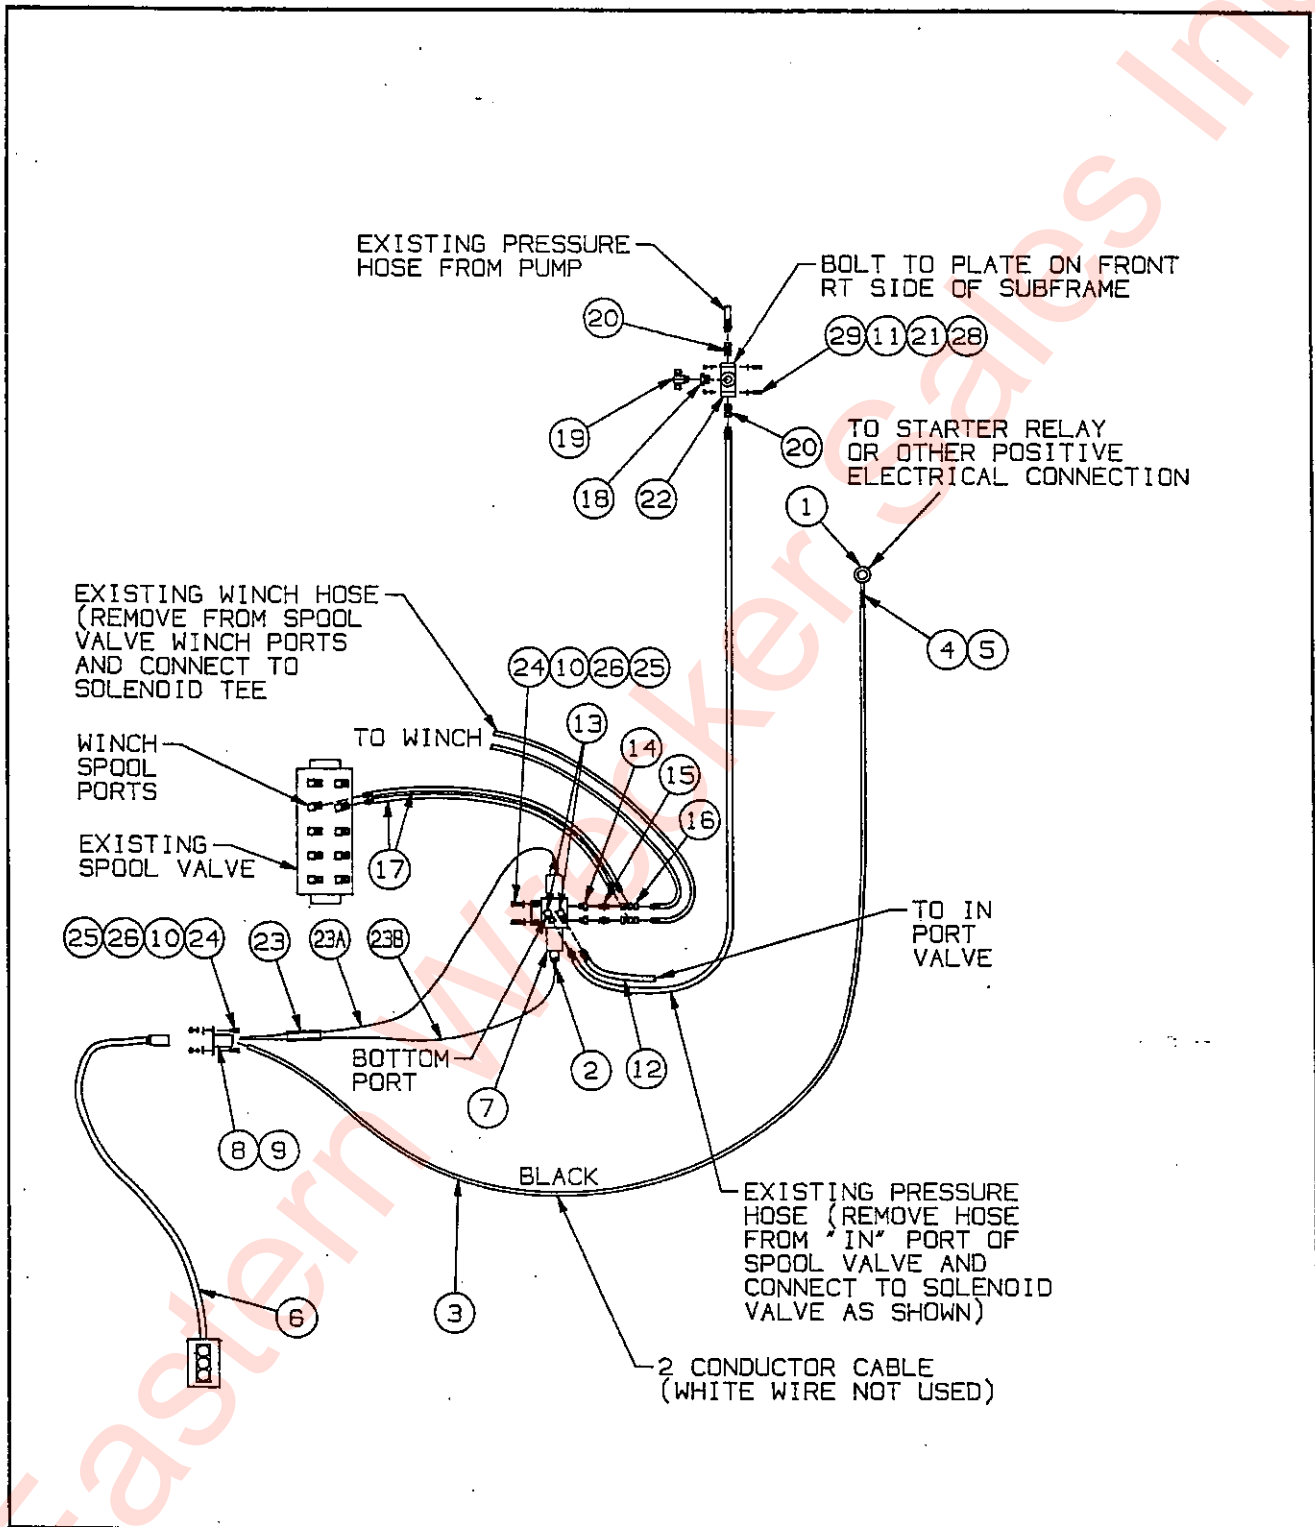 EXISTING PRESSURE
HOSE FROM PUMP
BOLT TO PLATE ON FRONT
RT SIDE OF SUBFRAME
20
29 11 21 28
19
18
22
20
TO STARTER RELAY
OR OTHER POSITIVE
ELECTRICAL CONNECTION
1
4 5
EXISTING WINCH HOSE
(REMOVE FROM SPOOL
VALVE WINCH PORTS
AND CONNECT TO
SOLENOID TEE
24 10 26 25
13
14
15
16
TO WINCH
WINCH
SPOOL
PORTS
EXISTING
SPOOL VALVE
17
25 26 10 24
23
23A
23B
TO IN
PORT
VALVE
BOTTOM
PORT
7
2
12
8 9
BLACK
3
6
EXISTING PRESSURE
HOSE (REMOVE HOSE
FROM "IN" PORT OF
SPOOL VALVE AND
CONNECT TO SOLENOID
VALVE AS SHOWN)
2 CONDUCTOR CABLE
(WHITE WIRE NOT USED)
Eastern Wrecker Sales Inc